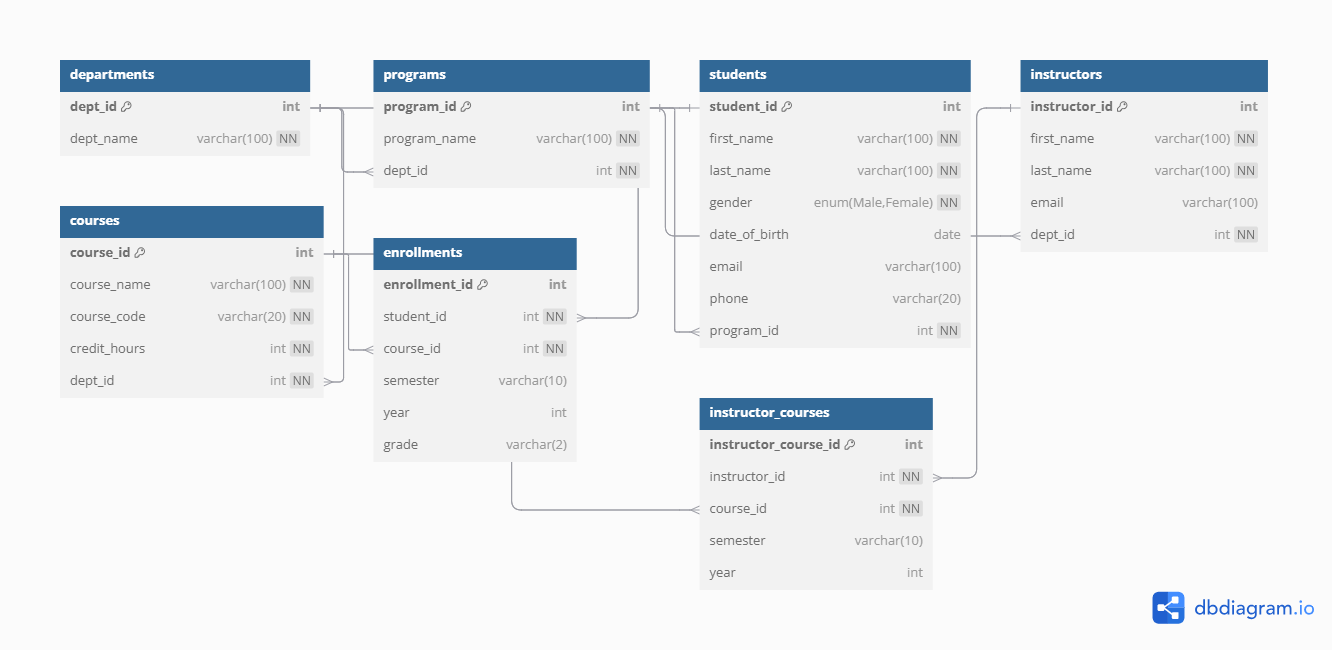 departments
dept_id int
dept_name varchar(100) NN
programs
program_id int
program_name varchar(100) NN
dept_id int NN
students
student_id int
first_name varchar(100) NN
last_name varchar(100) NN
gender enum(Male,Female) NN
date_of_birth date
email varchar(100)
phone varchar(20)
program_id int NN
instructors
instructor_id int
first_name varchar(100) NN
last_name varchar(100) NN
email varchar(100)
dept_id int NN
courses
course_id int
course_name varchar(100) NN
course_code varchar(20) NN
credit_hours int NN
dept_id int NN
enrollments
enrollment_id int
student_id int NN
course_id int NN
semester varchar(10)
year int
grade varchar(2)
instructor_courses
instructor_course_id int
instructor_id int NN
course_id int NN
semester varchar(10)
year int
dbdiagram.io